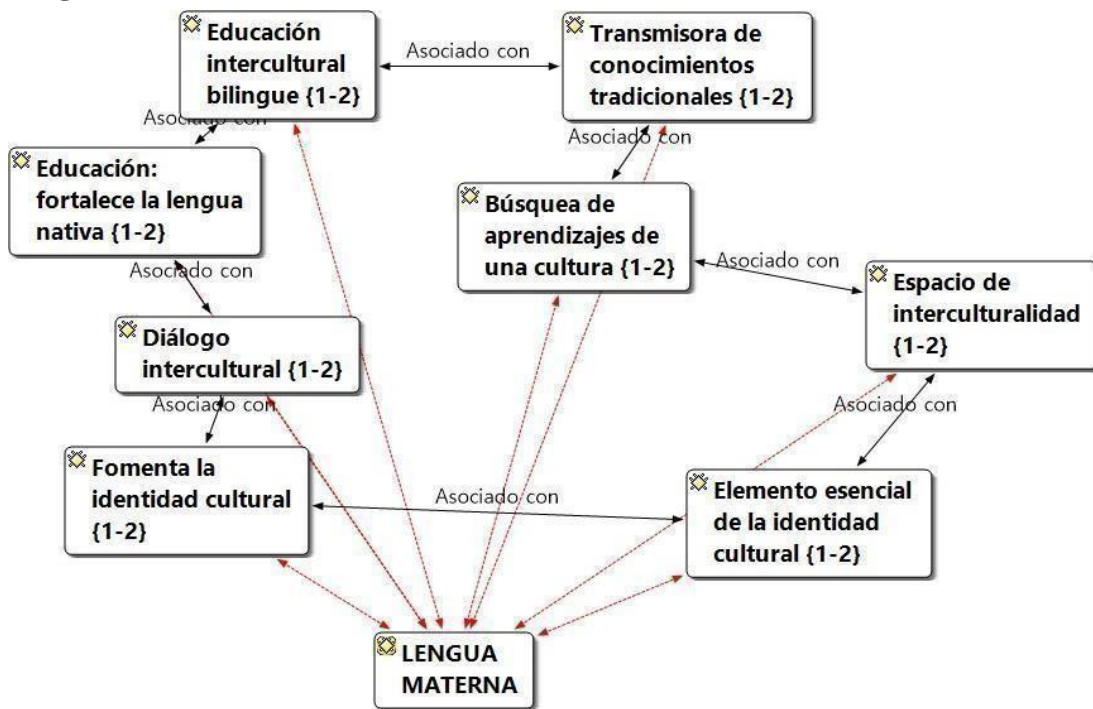 Educación
intercultural
bilingue {1-2}
Asociado con
Transmisora de
conocimientos
tradicionales {1-2}
Asociado con
Educación:
fortalece la lengua
nativa {1-2}
Asociado con
Búsquea de
aprendizajes de
una cultura {1-2}
Asociado con
Asociado con
Espacio de
interculturalidad
{1-2}
Diálogo
intercultural {1-2}
Asociado con
Asociado con
Fomenta la
identidad cultural
{1-2}
Asociado con
Elemento esencial
de la identidad
cultural {1-2}
LENGUA
MATERNA